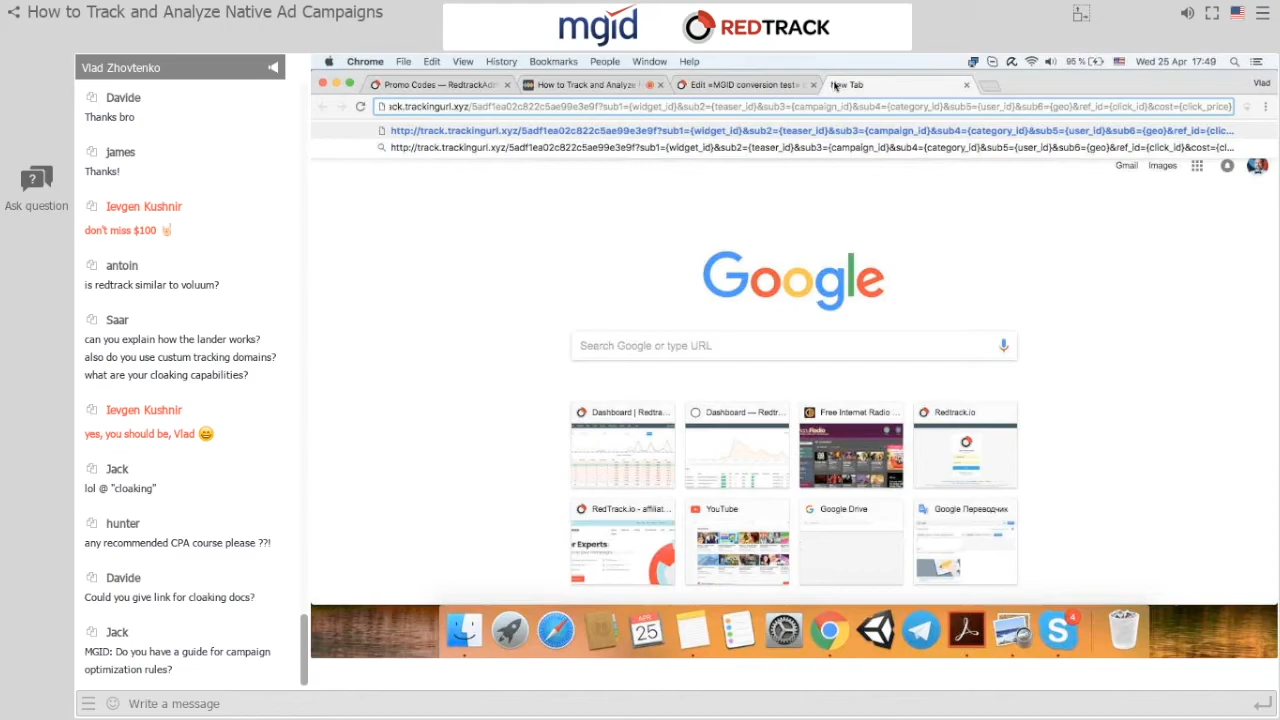 How to Track and Analyze Native Ad Campaigns
mgid
REDTRACK
Ask question
Vlad Zhovtenko
Davide
Thanks bro
james
Thanks!
Ievgen Kushnir
don't miss $100
antoin
is redtrack similar to voluum?
Saar
can you explain how the lander works?
also do you use custum tracking domains?
what are your cloaking capabilities?
Ievgen Kushnir
yes, you should be, Vlad
Jack
lol @ "cloaking"
hunter
any recommended CPA course please ??!
Davide
Could you give link for cloaking docs?
Jack
MGID: Do you have a guide for campaign
optimization rules?
Write a message
Chrome File Edit View History Bookmarks People Window Help 96 % Wed 25 Apr 17:49
Promo Codes — RedtrackAdm
How to Track and Analyze
Edit «MGID conversion test»
New Tab
Vlad
ick.trackingurl.xyz/5adf1ea02c822c5ae99e3e9f?sub1={widget_id}&sub2={teaser_id}&sub3={campaign_id}&sub4={category_id}&sub5={user_id}&sub6={geo}&ref_id={click_id}&cost={click_price}
http://track.trackingurl.xyz/5adf1ea02c822c5ae99e3e9f?sub1={widget_id}&sub2={teaser_id}&sub3={campaign_id}&sub4={category_id}&sub5={user_id}&sub6={geo}&ref_id={clic...
http://track.trackingurl.xyz/5adf1ea02c822c5ae99e3e9f?sub1={widget_id}&sub2={teaser_id}&sub3={campaign_id}&sub4={category_id}&sub5={user_id}&sub6={geo}&ref_id={click_id}&cost={cl...
Gmail Images
Google
Search Google or type URL
Dashboard | Redtra...
Dashboard — Redtr...
Free Internet Radio ...
Redtrack.io
RedTrack.io - affiliat...
YouTube
Google Drive
Google Переводчик
r Experts
APR
25
4